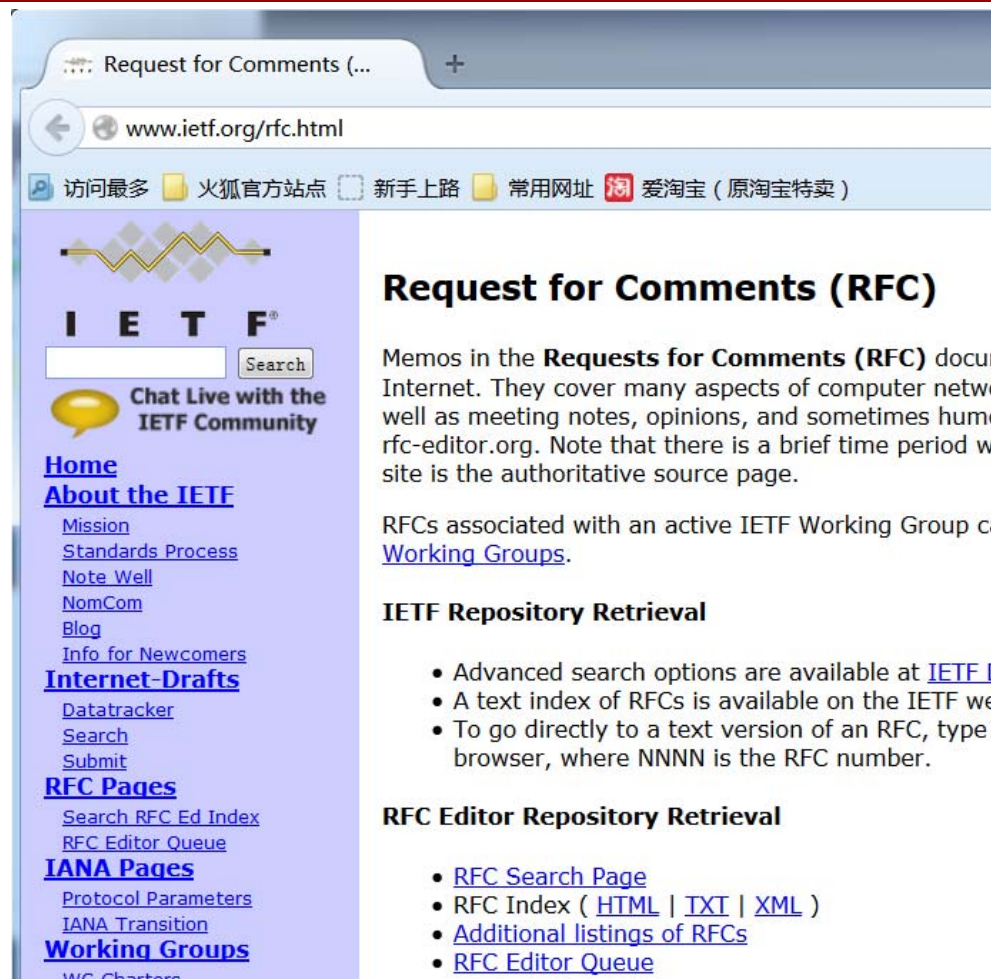 Request for Comments (...
www.ietf.org/rfc.html
访问最多 火狐官方站点 新手上路 常用网址 淘 爱淘宝（原淘宝特卖）
I E T F®
Search
Chat Live with the
IETF Community
Home
About the IETF
Mission
Standards Process
Note Well
NomCom
Blog
Info for Newcomers
Internet-Drafts
Datatracker
Search
Submit
RFC Pages
Search RFC Ed Index
RFC Editor Queue
IANA Pages
Protocol Parameters
IANA Transition
Working Groups
WG Charters
Request for Comments (RFC)
Memos in the Requests for Comments (RFC)
Internet. They cover many aspects of computer
well as meeting notes, opinions, and sometimes
rfc-editor.org. Note that there is a brief time period
site is the authoritative source page.
RFCs associated with an active IETF Working Group
Working Groups.
IETF Repository Retrieval
• Advanced search options are available at IETF
• A text index of RFCs is available on the IETF
• To go directly to a text version of an RFC, type
browser, where NNNN is the RFC number.
RFC Editor Repository Retrieval
• RFC Search Page
• RFC Index ( HTML | TXT | XML )
• Additional listings of RFCs
• RFC Editor Queue